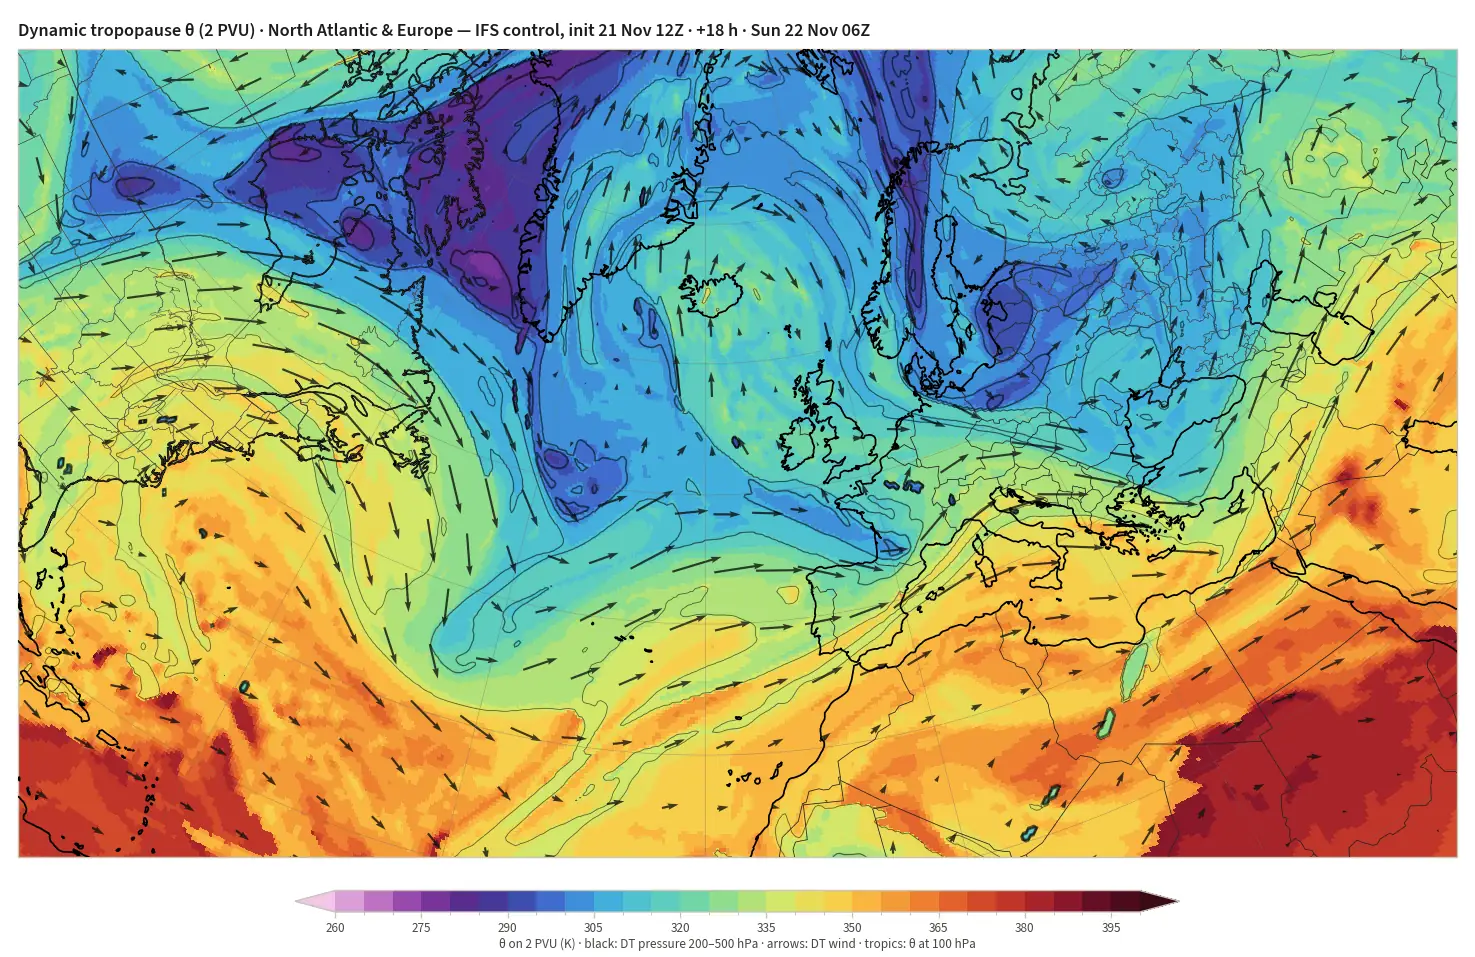 Dynamic tropopause θ (2 PVU) · North Atlantic & Europe — IFS control, init 21 Nov 12Z · +18 h · Sun 22 Nov 06Z
260 275 290 305 320 335 350 365 380 395
θ on 2 PVU (K) · black: DT pressure 200–500 hPa · arrows: DT wind · tropics: θ at 100 hPa